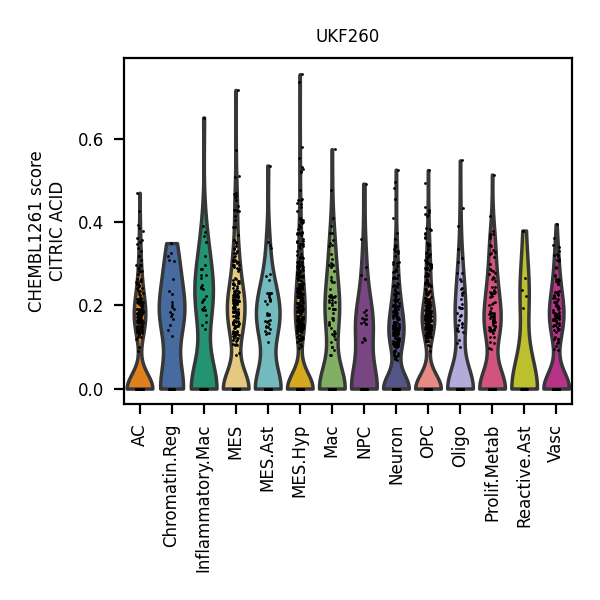 UKF260
CHEMBL1261 score
CITRIC ACID
0.6
0.4
0.2
0.0
AC
Chromatin.Reg
Inflammatory.Mac
MES
MES.Ast
MES.Hyp
Mac
NPC
Neuron
OPC
Oligo
Prolif.Metab
Reactive.Ast
Vasc